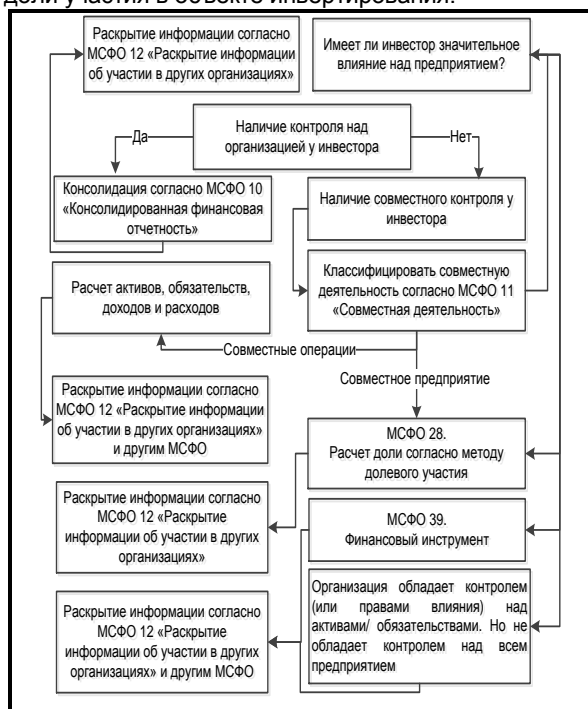 доли участия в объекте инвертирования.
Раскрытие информации согласно
МСФО 12 «Раскрытие информации
об участии в других организациях»
Имеет ли инвестор значительное
влияние над предприятием?
Наличие контроля над
организацией у инвестора
Да
Нет
Консолидация согласно МСФО 10
«Консолидированная финансовая
отчетность»
Наличие совместного контроля у
инвестора
Расчет активов, обязательств,
доходов и расходов
Классифицировать совместную
деятельность согласно МСФО 11
«Совместная деятельность»
Совместные операции
Совместное предприятие
Раскрытие информации согласно
МСФО 12 «Раскрытие информации
об участии в других организациях»
и другим МСФО
МСФО 28.
Расчет доли согласно методу
долевого участия
Раскрытие информации согласно
МСФО 12 «Раскрытие
информации об участии в других
организациях»
МСФО 39.
Финансовый инструмент
Раскрытие информации согласно
МСФО 12 «Раскрытие
информации об участии в других
организациях» и другим МСФО
Организация обладает контролем
(или правами влияния) над
активами/ обязательствами. Но не
обладает контролем над всем
предприятием